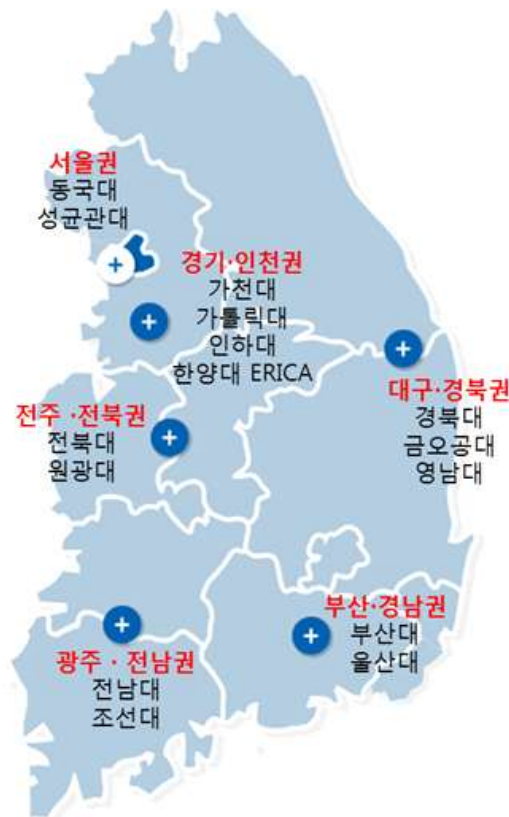 서울권
동국대
성균관대
경기·인천권
가천대
가톨릭대
인하대
한양대 ERICA
대구·경북권
경북대
금오공대
영남대
전주 ·전북권
전북대
원광대
부산·경남권
부산대
울산대
광주 · 전남권
전남대
조선대